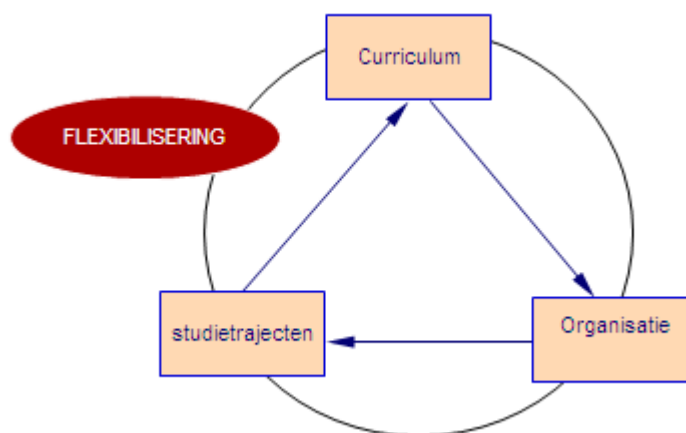 Curriculum
FLEXIBILISERING
studietrajecten
Organisatie